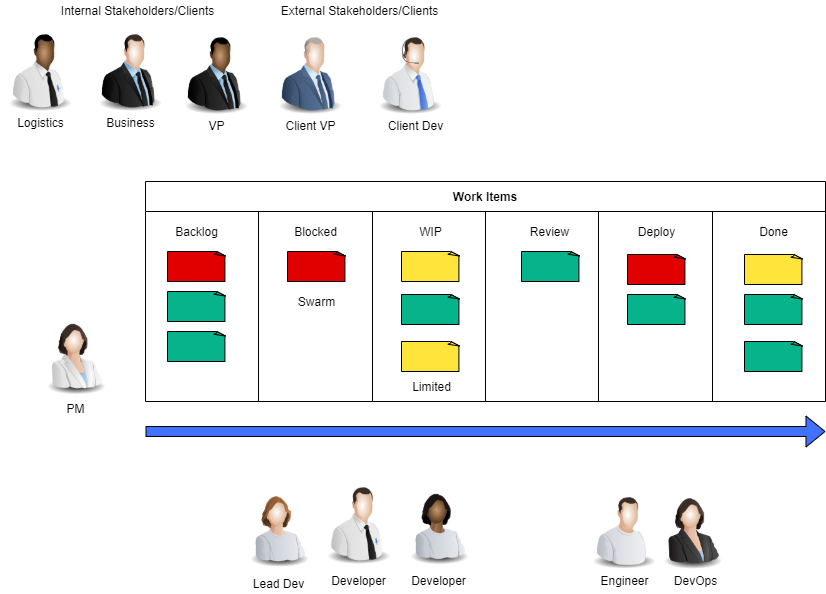 Internal Stakeholders/Clients
External Stakeholders/Clients
Logistics
Business
VP
Client VP
Client Dev
Work Items
Backlog
Blocked
WIP
Review
Deploy
Done
Swarm
Limited
PM
Lead Dev
Developer
Developer
Engineer
DevOps